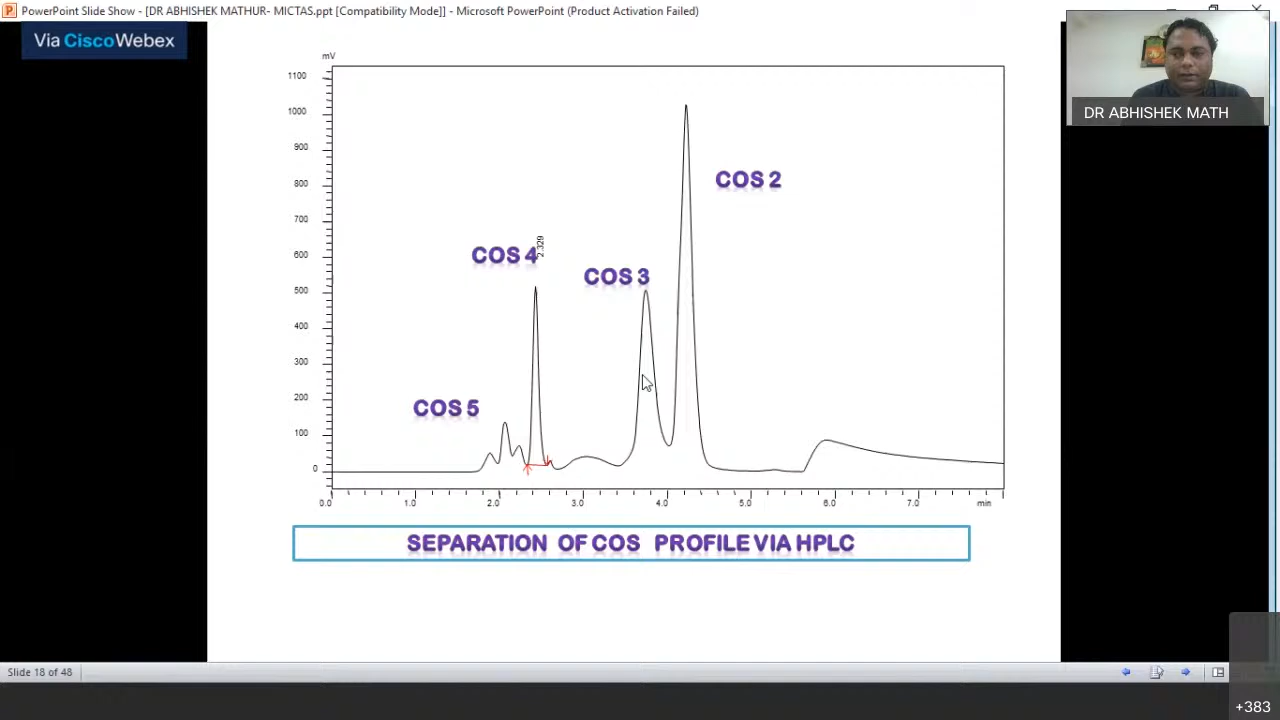 PowerPoint Slide Show - [DR ABHISHEK MATHUR- MICTAS.ppt [Compatibility Mode]] - Microsoft PowerPoint (Product Activation Failed)
Via CiscoWebex
DR ABHISHEK MATH
mV
1100
1000
900
800
700
600
500
400
300
200
100
0
COS 2
COS 4
2.329
COS 3
COS 5
0.0 1.0 2.0 3.0 4.0 5.0 6.0 7.0 min
SEPARATION OF COS PROFILE VIA HPLC
Slide 18 of 48
+383